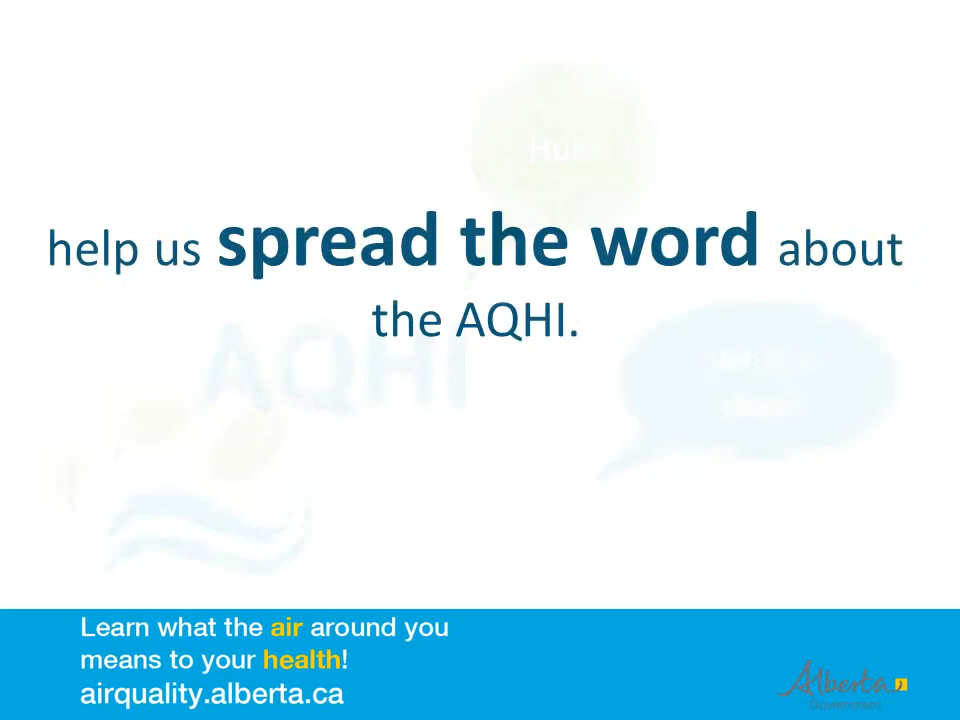 help us spread the word about
the AQHI.
AQHI
Learn what the air around you
means to your health!
airquality.alberta.ca
Alberta